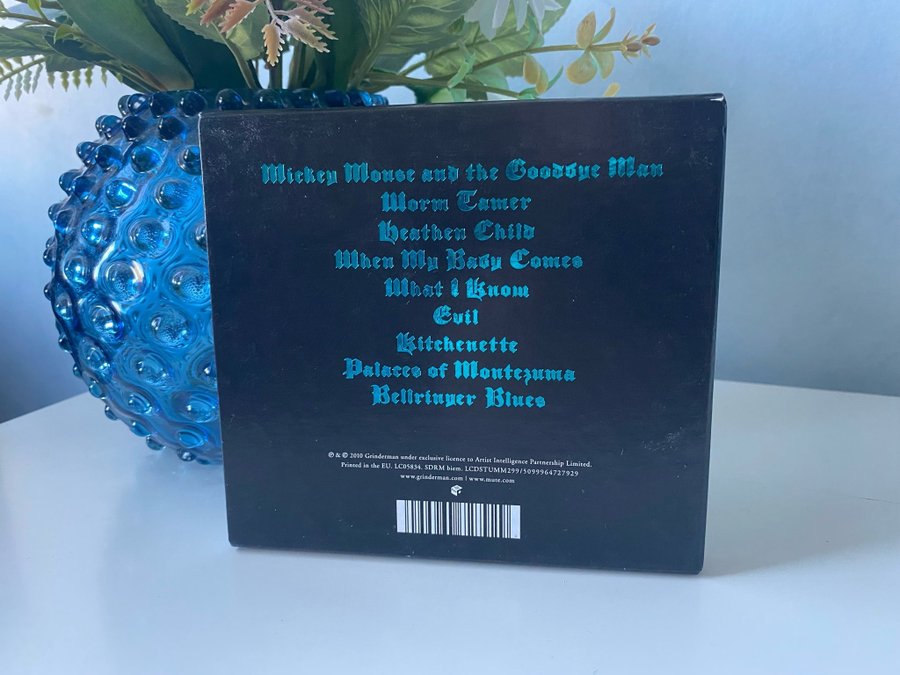 Mickey Mouse and the Goodbye Man
Worm Tamer
Heathen Child
When My Baby Comes
What I Know
Evil
Kitchenette
Palaces of Montezuma
Bellringer Blues
℗ & © 2010 Grinderman under exclusive licence to Artist Intelligence Partnership Limited.
Printed in the EU. LC05834. SDRM biem. LCDSTUMM299/5099964727929
www.grinderman.com | www.mute.com